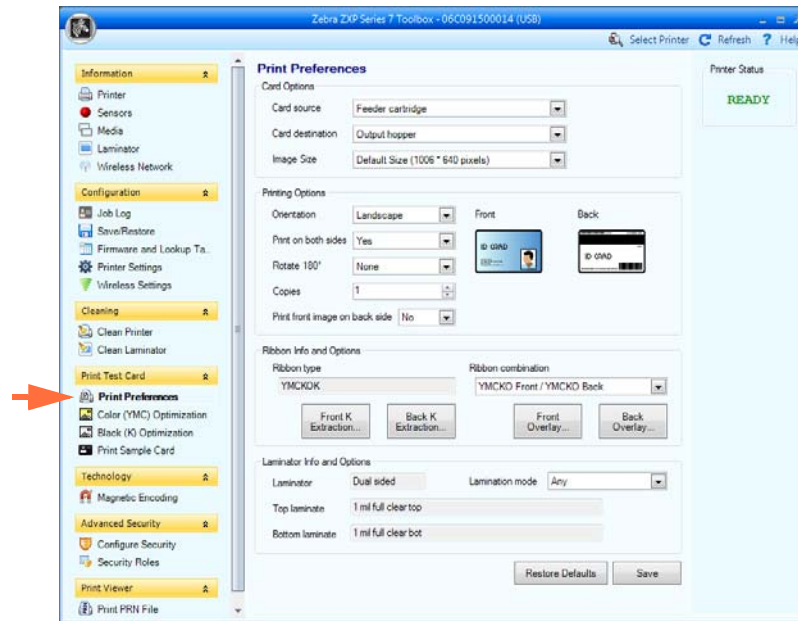 Zebra ZXP Series 7 Toolbox - 06C091500014 (USB)
Select Printer Refresh ? Help
Information
Printer
Sensors
Media
Laminator
Wireless Network
Configuration
Job Log
Save/Restore
Firmware and Lookup Ta..
Printer Settings
Wireless Settings
Cleaning
Clean Printer
Clean Laminator
Print Test Card
Print Preferences
Color (YMC) Optimization
Black (K) Optimization
Print Sample Card
Technology
Magnetic Encoding
Advanced Security
Configure Security
Security Roles
Print Viewer
Print PRN File
Print Preferences
Card Options
Card source Feeder cartridge
Card destination Output hopper
Image Size Default Size (1006 * 640 pixels)
Printing Options
Orientation Landscape
Print on both sides Yes
Rotate 180° None
Copies 1
Print front image on back side No
Front Back
ID CARD
ID CARD
Ribbon Info and Options
Ribbon type Ribbon combination
YMCKOK YMCKO Front / YMCKO Back
Front K Extraction...
Back K Extraction...
Front Overlay...
Back Overlay...
Laminator Info and Options
Laminator Dual sided Lamination mode Any
Top laminate 1 mil full clear top
Bottom laminate 1 mil full clear bot
Restore Defaults Save
Printer Status
READY